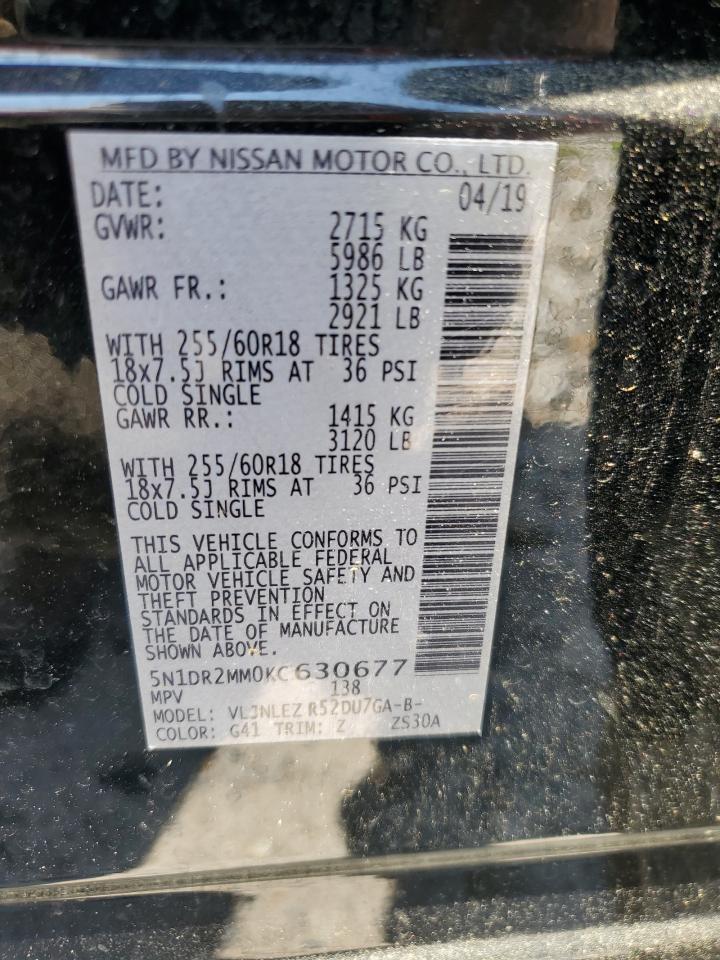 MFD BY NISSAN MOTOR CO., LTD.
DATE: 04/19
GVWR: 2715 KG
5986 LB
GAWR FR.: 1325 KG
2921 LB
WITH 255/60R18 TIRES
18x7.5J RIMS AT 36 PSI
COLD SINGLE
GAWR RR.: 1415 KG
3120 LB
WITH 255/60R18 TIRES
18x7.5J RIMS AT 36 PSI
COLD SINGLE
THIS VEHICLE CONFORMS TO
ALL APPLICABLE FEDERAL
MOTOR VEHICLE SAFETY AND
THEFT PREVENTION
STANDARDS IN EFFECT ON
THE DATE OF MANUFACTURE
SHOWN ABOVE.
5N1DR2MM0KC630677
MPV 138
MODEL: R52DU7GA-B-
COLOR: G41 TRIM: Z ZS30A